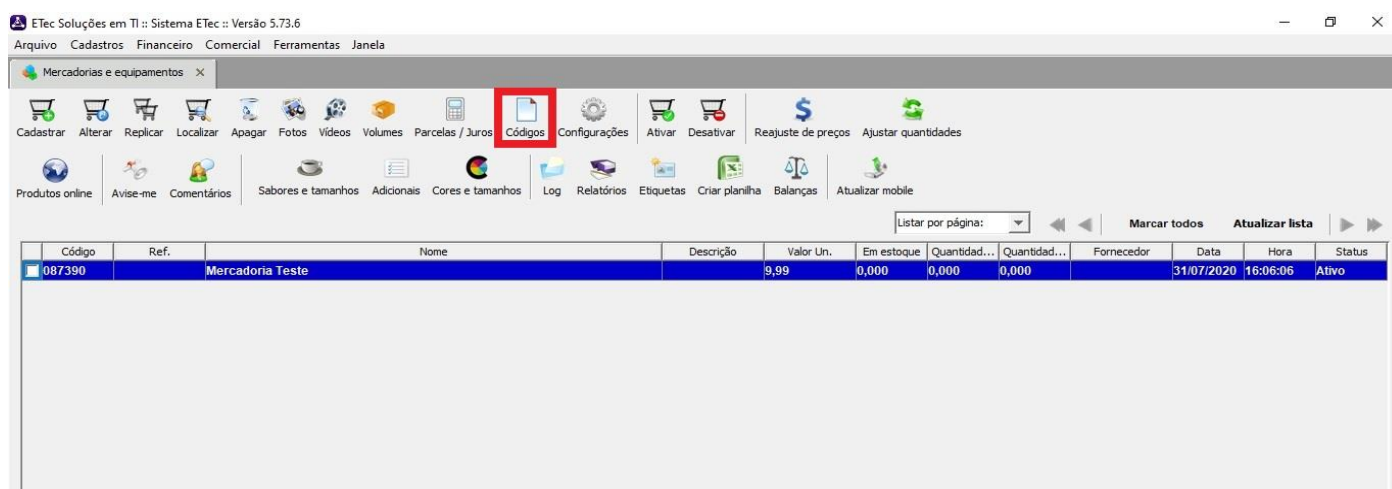 ETec Soluções em TI :: Sistema ETec :: Versão 5.73.6
Arquivo Cadastros Financeiro Comercial Ferramentas Janela
Mercadorias e equipamentos
Cadastrar Alterar Replicar Localizar Apagar Fotos Vídeos Volumes Parcelas / Juros Códigos Configurações Ativar Desativar Reajuste de preços Ajustar quantidades
Produtos online Avise-me Comentários Sabores e tamanhos Adicionais Cores e tamanhos Log Relatórios Etiquetas Criar planilha Balanças Atualizar mobile
Listar por página: Marcar todos Atualizar lista
Código Ref. Nome Descrição Valor Un. Em estoque Quantidad... Quantidad... Fornecedor Data Hora Status
087390 Mercadoria Teste 9,99 0,000 0,000 0,000 31/07/2020 16:06:06 Ativo